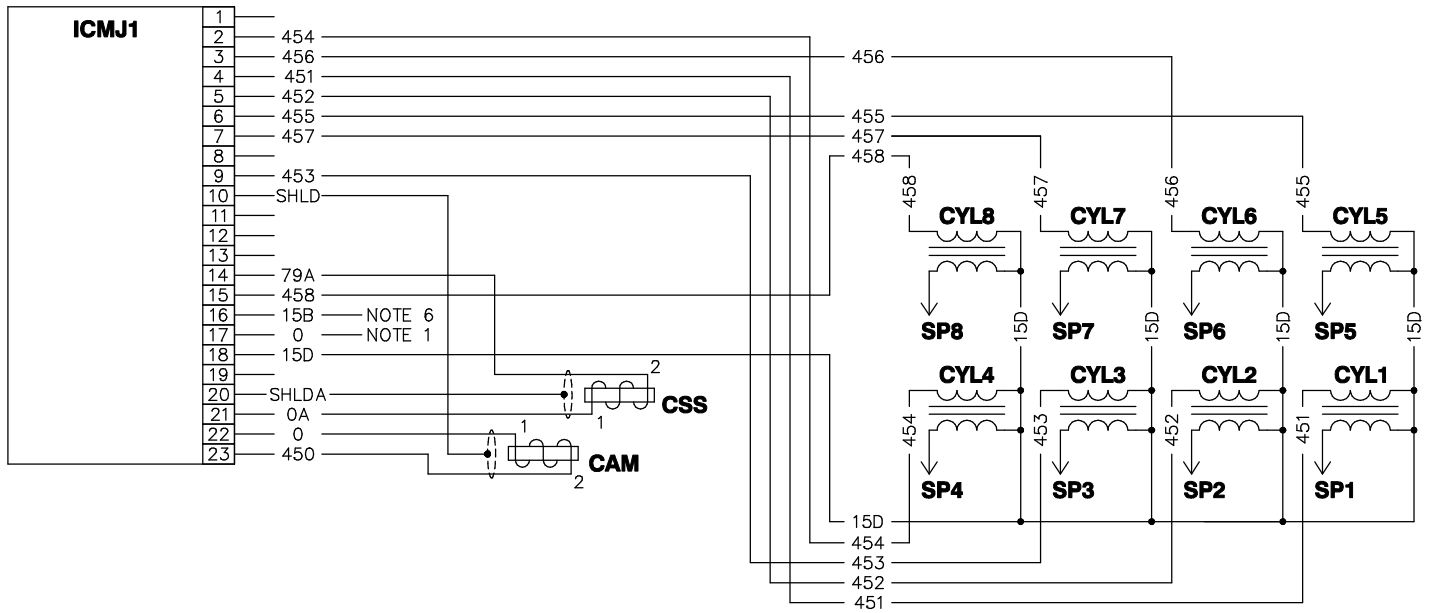 ICMJ1
1
2 454
3 456 456
4 451
5 452
6 455 455
7 457 457
8 458
9 453
10 SHLD
11
12
13
14 79A
15 458
16 15B NOTE 6
17 0 NOTE 1
18 15D
19
20 SHLDA
21 0A
22 0
23 450
2
1
CSS
1
2
CAM
458 457 456 455
CYL8 CYL7 CYL6 CYL5
SP8 15D SP7 15D SP6 15D SP5 15D
CYL4 CYL3 CYL2 CYL1
454 453 452 451
SP4 SP3 SP2 SP1
15D
454
453
452
451